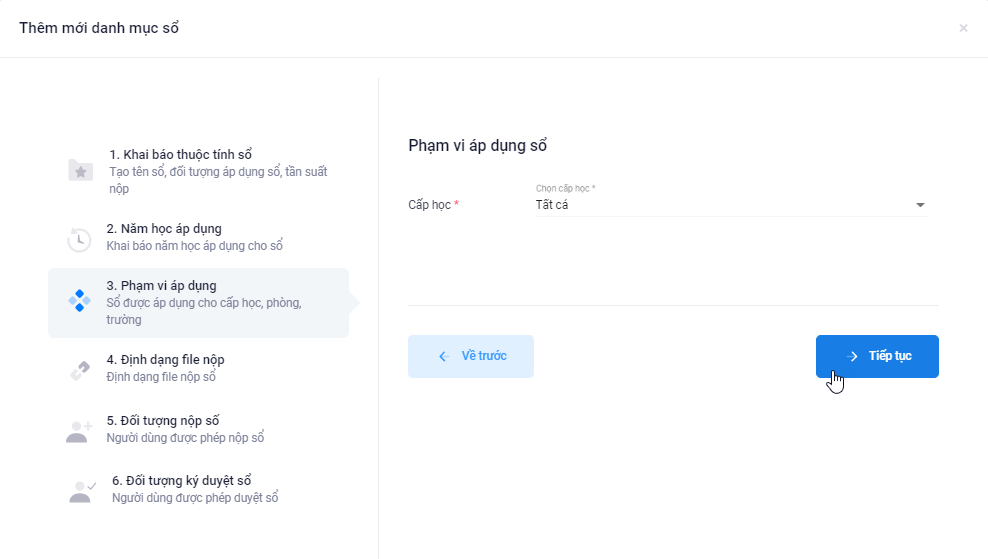 Thêm mới danh mục sổ
×
1. Khai báo thuộc tính sổ
Tạo tên sổ, đối tượng áp dụng sổ, tần suất
nộp
2. Năm học áp dụng
Khai báo năm học áp dụng cho sổ
3. Phạm vi áp dụng
Sổ được áp dụng cho cấp học, phòng,
trường
4. Định dạng file nộp
Định dạng file nộp sổ
5. Đối tượng nộp sổ
Người dùng được phép nộp sổ
6. Đối tượng ký duyệt sổ
Người dùng được phép duyệt sổ
Phạm vi áp dụng sổ
Chọn cấp học *
Cấp học *
Tất cả
Về trước
Tiếp tục